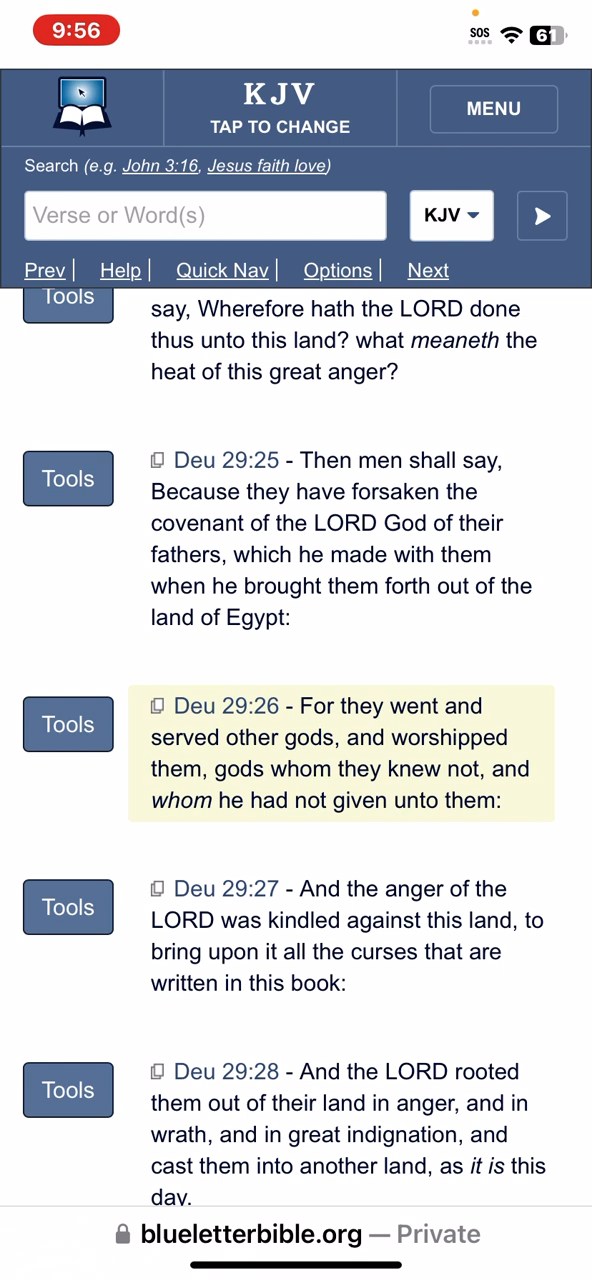 9:56
SOS
61
KJV
TAP TO CHANGE
MENU
Search (e.g. John 3:16, Jesus faith love)
Verse or Word(s)
KJV
Prev | Help | Quick Nav | Options | Next
Tools
say, Wherefore hath the LORD done
thus unto this land? what meaneth the
heat of this great anger?
Tools
Deu 29:25 - Then men shall say,
Because they have forsaken the
covenant of the LORD God of their
fathers, which he made with them
when he brought them forth out of the
land of Egypt:
Tools
Deu 29:26 - For they went and
served other gods, and worshipped
them, gods whom they knew not, and
whom he had not given unto them:
Tools
Deu 29:27 - And the anger of the
LORD was kindled against this land, to
bring upon it all the curses that are
written in this book:
Tools
Deu 29:28 - And the LORD rooted
them out of their land in anger, and in
wrath, and in great indignation, and
cast them into another land, as it is this
day.
blueletterbible.org — Private